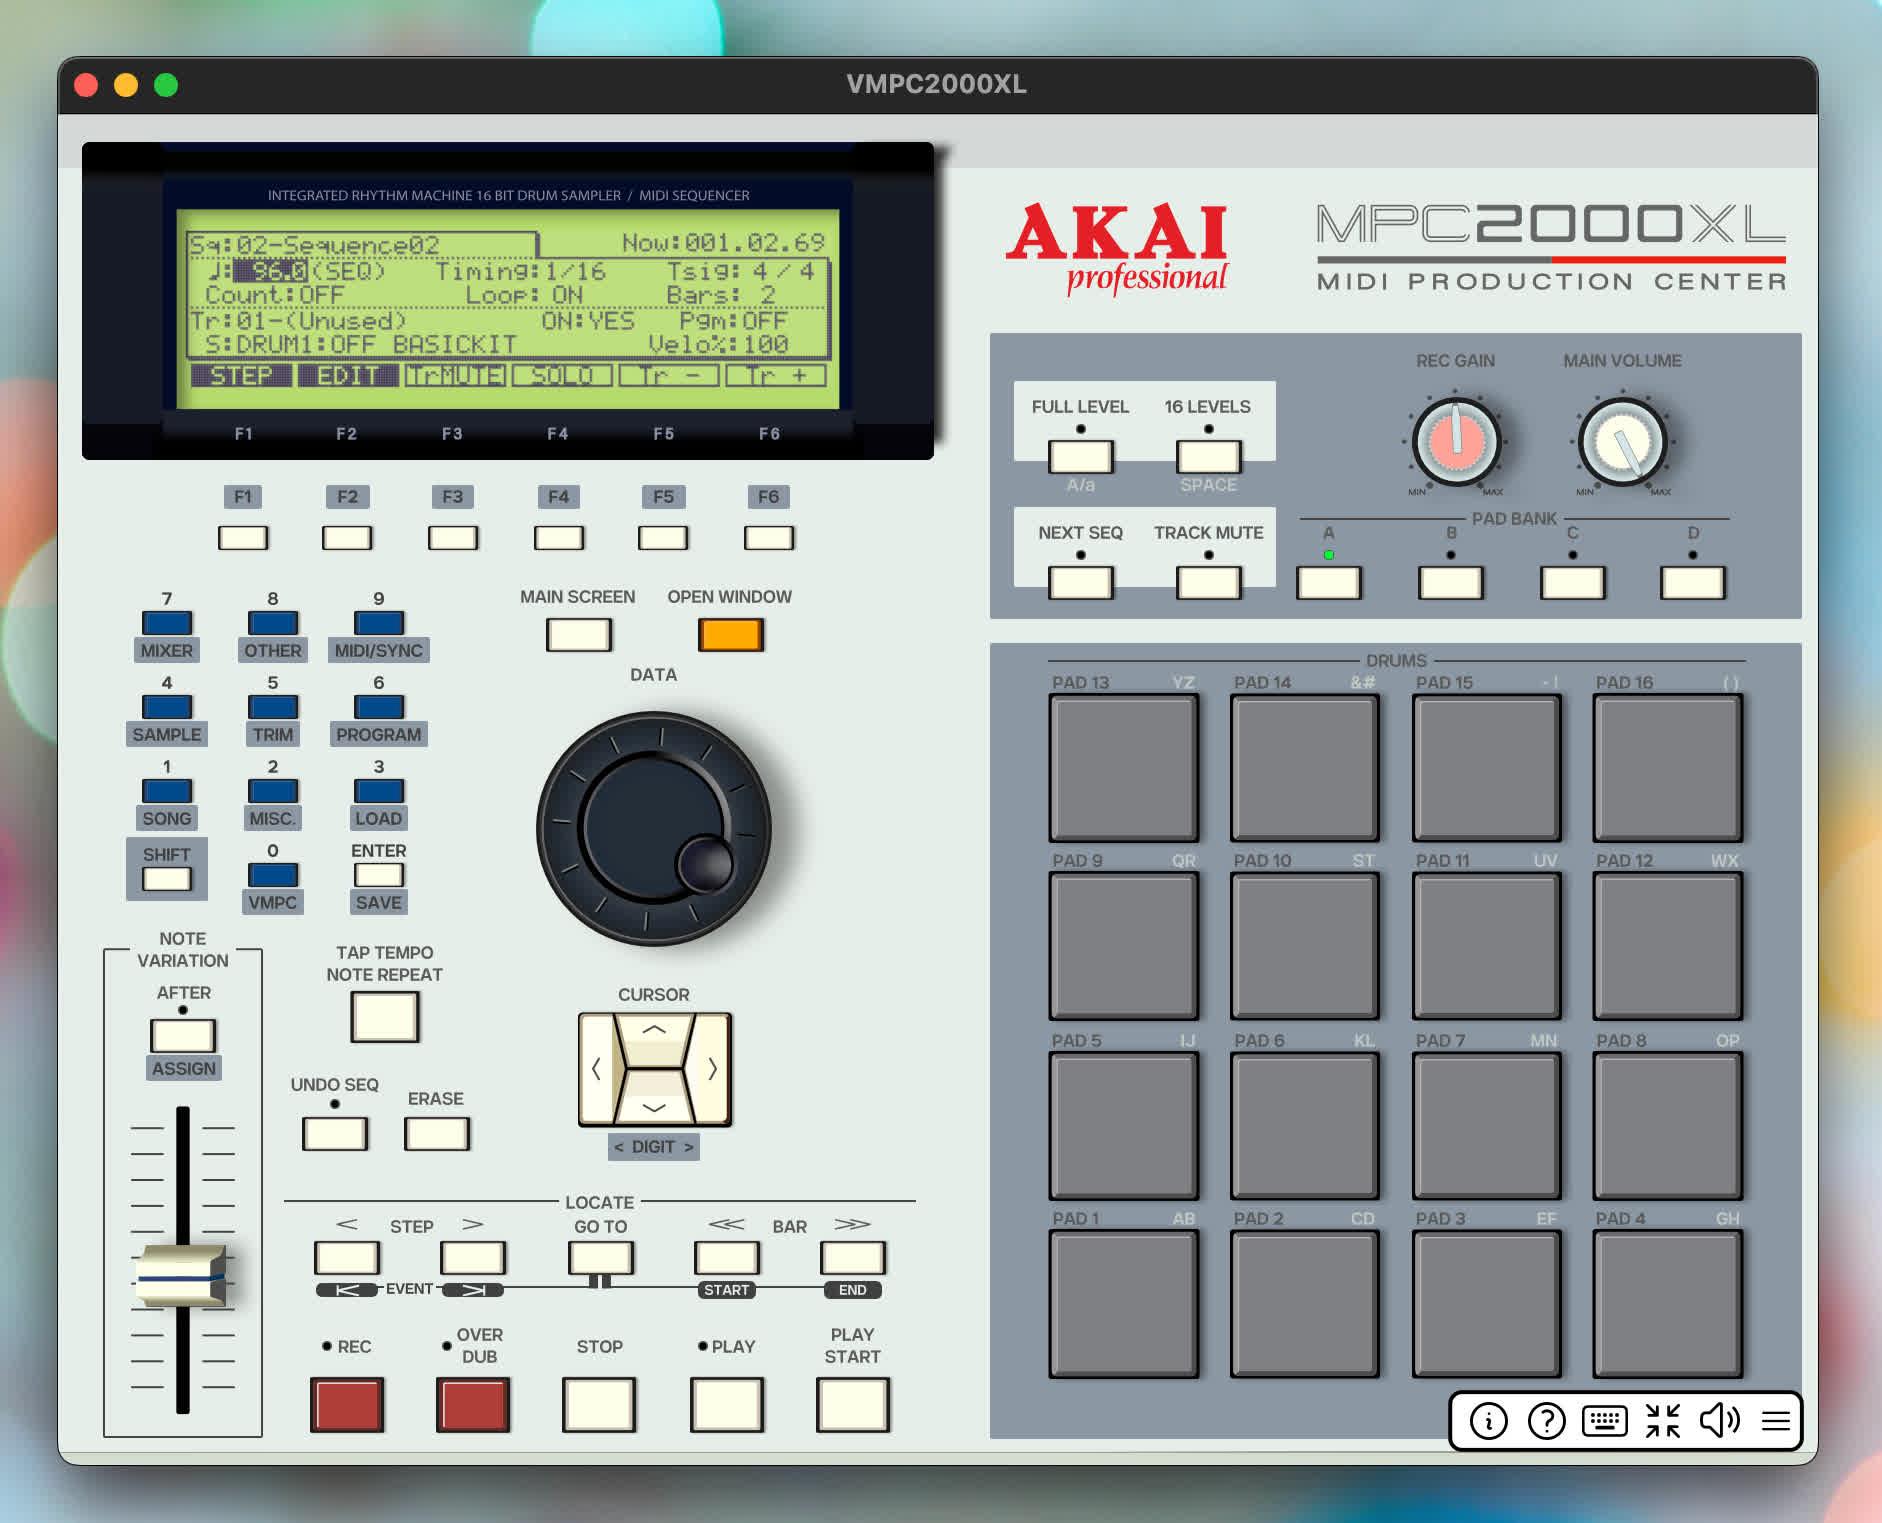 VMPC2000XL
INTEGRATED RHYTHM MACHINE 16 BIT DRUM SAMPLER / MIDI SEQUENCER
Sq:02-Sequence02 Now:001.02.69
♩: 96.0(SEQ) Timing:1/16 Tsig: 4/ 4
Count:OFF Loop: ON Bars: 2
Tr:01-(Unused) ON:YES Pgm:OFF
S:DRUM1:OFF BASICKIT Velo%:100
STEP EDIT TrMUTE SOLO Tr - Tr +
F1 F2 F3 F4 F5 F6
F1 F2 F3 F4 F5 F6
AKAI
professional
MPC2000XL
MIDI PRODUCTION CENTER
REC GAIN MAIN VOLUME
MIN MAX MIN MAX
FULL LEVEL 16 LEVELS
A/a SPACE
NEXT SEQ TRACK MUTE
PAD BANK
A B C D
7 8 9
MIXER OTHER MIDI/SYNC
4 5 6
SAMPLE TRIM PROGRAM
1 2 3
SONG MISC. LOAD
SHIFT 0 ENTER
VMPC SAVE
MAIN SCREEN OPEN WINDOW
DATA
NOTE
VARIATION
AFTER
ASSIGN
TAP TEMPO
NOTE REPEAT
UNDO SEQ ERASE
CURSOR
< DIGIT >
LOCATE
< STEP > GO TO << BAR >>
EVENT START END
REC OVER
DUB STOP PLAY PLAY
START
DRUMS
PAD 13 YZ PAD 14 &# PAD 15 - ! PAD 16 ( )
PAD 9 QR PAD 10 ST PAD 11 UV PAD 12 WX
PAD 5 IJ PAD 6 KL PAD 7 MN PAD 8 OP
PAD 1 AB PAD 2 CD PAD 3 EF PAD 4 GH